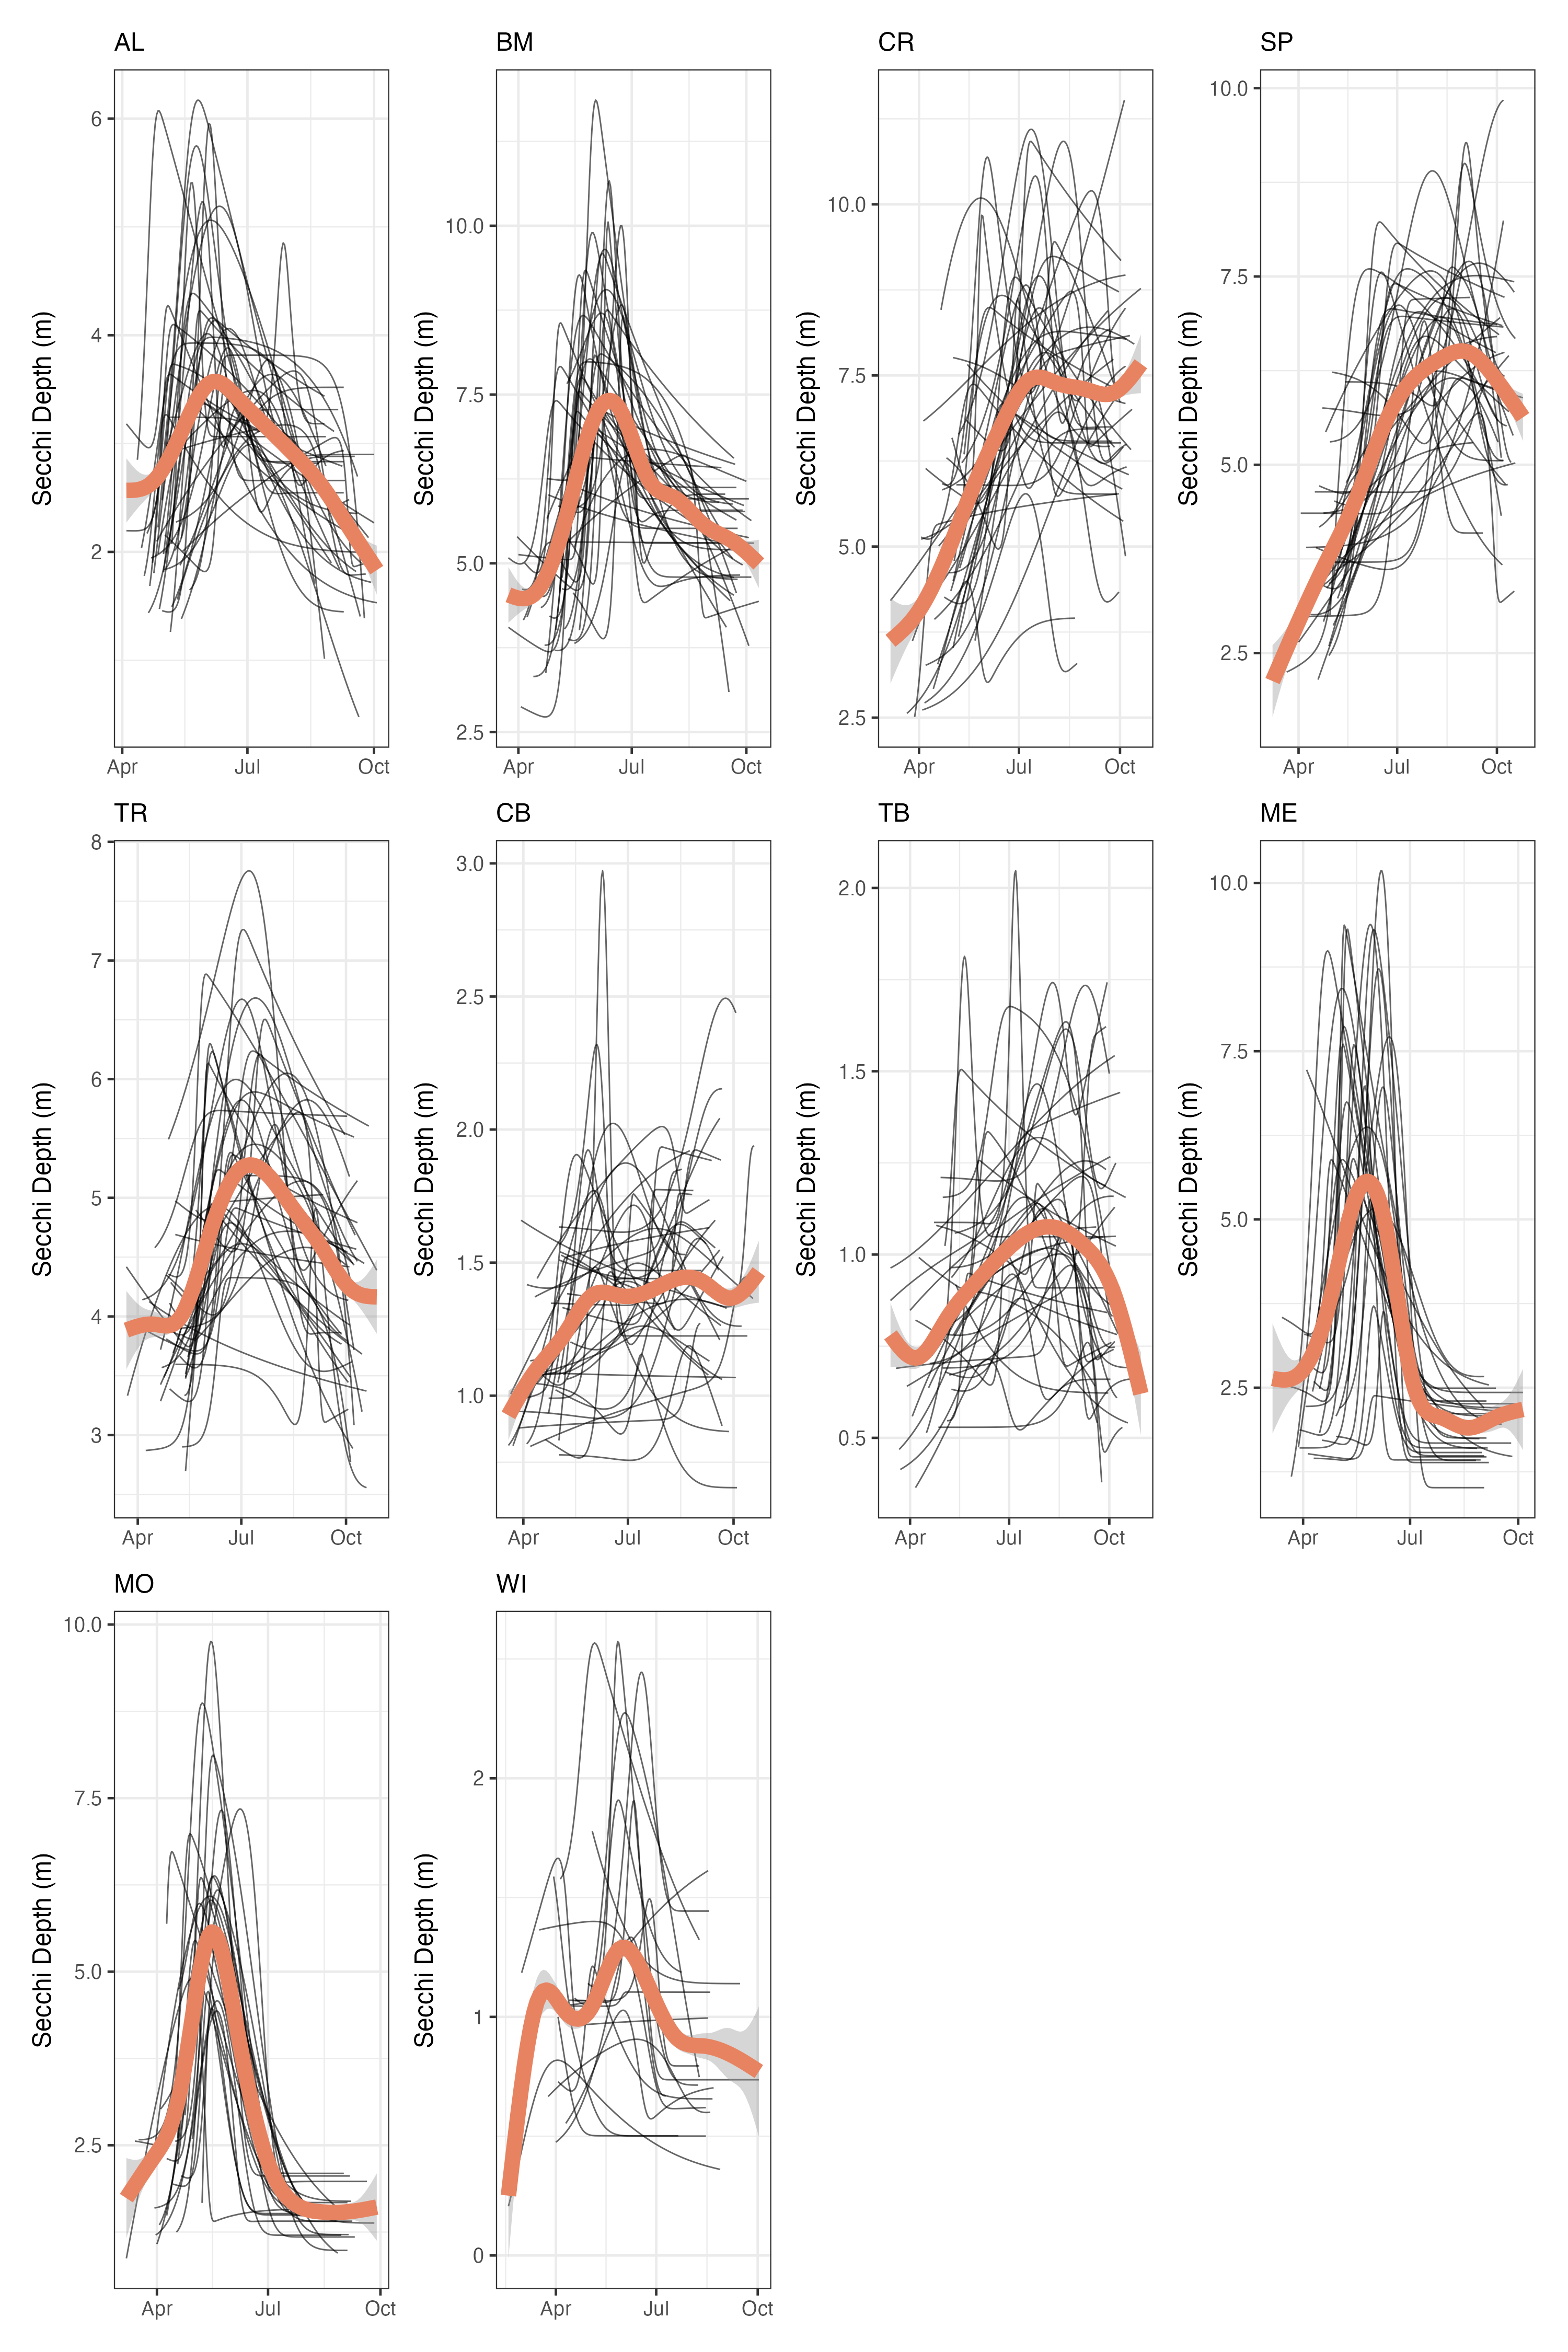 AL BM CR SP
Secchi Depth (m) Secchi Depth (m) Secchi Depth (m) Secchi Depth (m)
6 4 2
10.0 7.5 5.0 2.5
10.0 7.5 5.0 2.5
10.0 7.5 5.0 2.5
Apr Jul Oct Apr Jul Oct Apr Jul Oct Apr Jul Oct
TR CB TB ME
Secchi Depth (m) Secchi Depth (m) Secchi Depth (m) Secchi Depth (m)
8 7 6 5 4 3
3.0 2.5 2.0 1.5 1.0
2.0 1.5 1.0 0.5
10.0 7.5 5.0 2.5
Apr Jul Oct Apr Jul Oct Apr Jul Oct Apr Jul Oct
MO WI
Secchi Depth (m) Secchi Depth (m)
10.0 7.5 5.0 2.5
2 1 0
Apr Jul Oct Apr Jul Oct